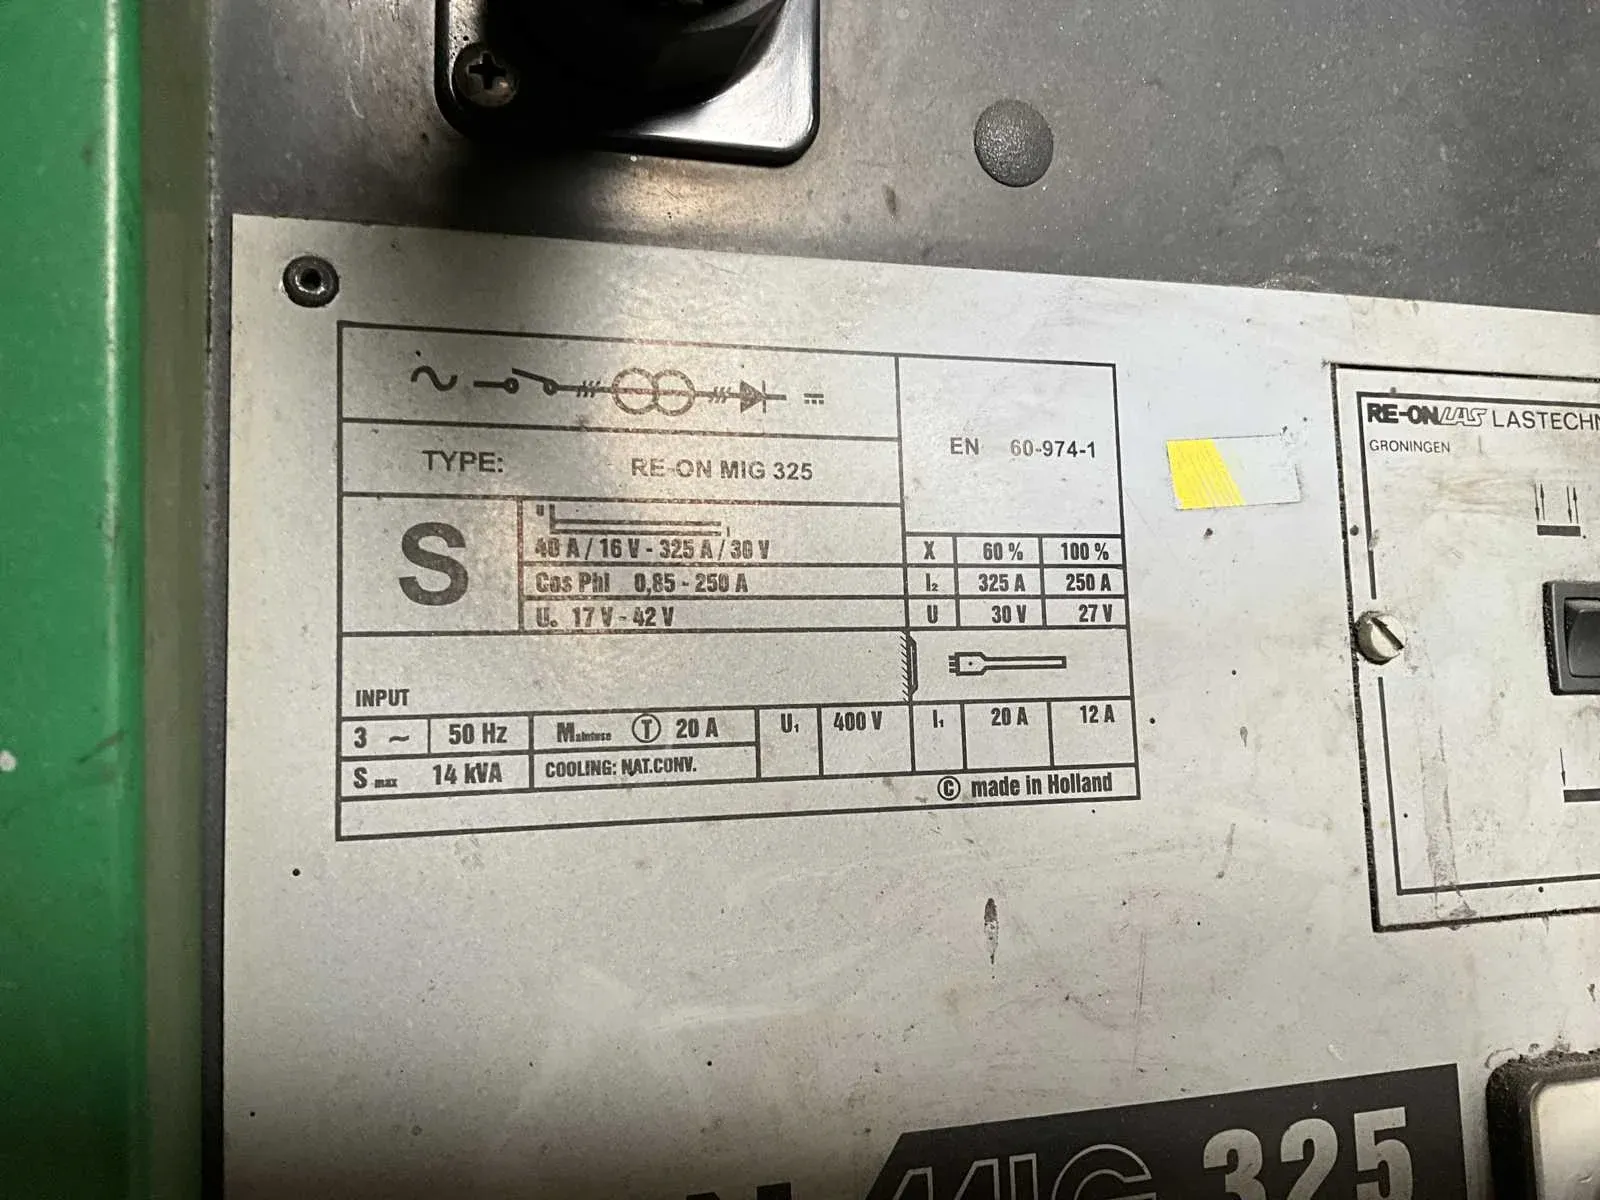 EN 60-974-1
TYPE: RE-ON MIG 325
S
40 A / 16 V - 325 A / 30 V
X 60 % 100 %
Cos Phi 0,85 - 250 A
I₂ 325 A 250 A
U₀ 17 V - 42 V
U 30 V 27 V
INPUT
3 ~ 50 Hz
Mainfuse T 20 A
U₁ 400 V
I₁ 20 A 12 A
S max 14 kVA
COOLING: NAT.CONV.
© made in Holland
RE-ON LAS LASTECHN
GRONINGEN
N MIG 325